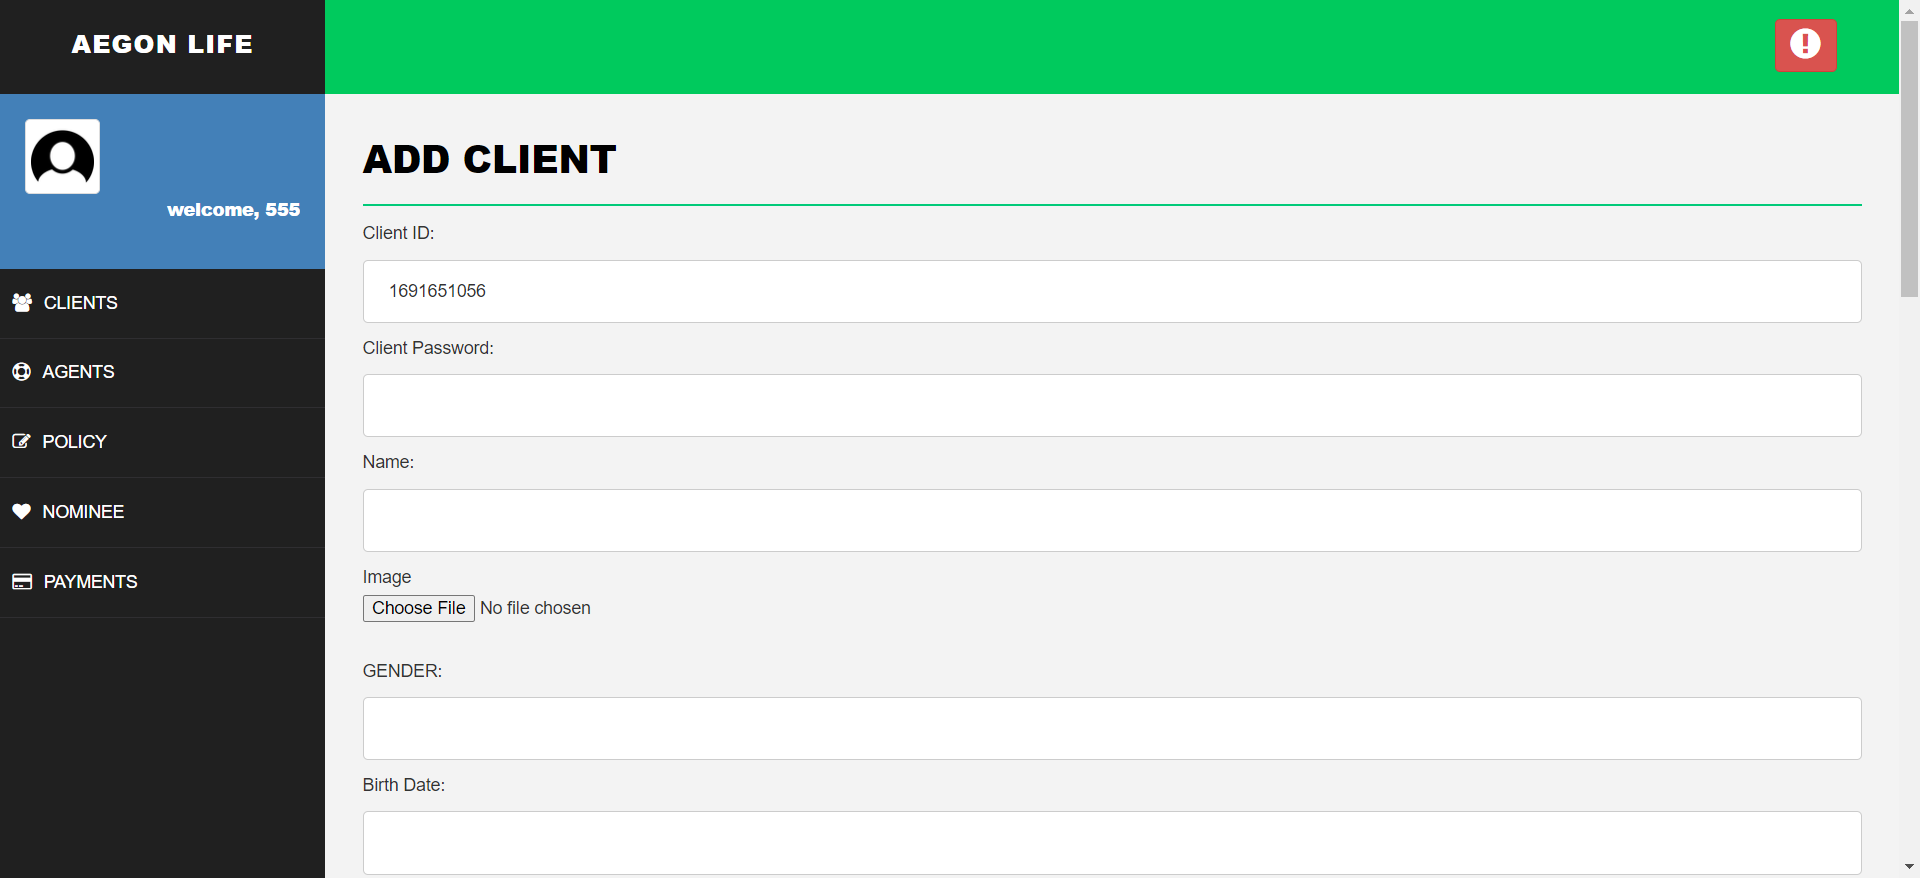 AEGON LIFE
welcome, 555
CLIENTS
AGENTS
POLICY
NOMINEE
PAYMENTS
ADD CLIENT
Client ID:
1691651056
Client Password:
Name:
Image
Choose File No file chosen
GENDER:
Birth Date: